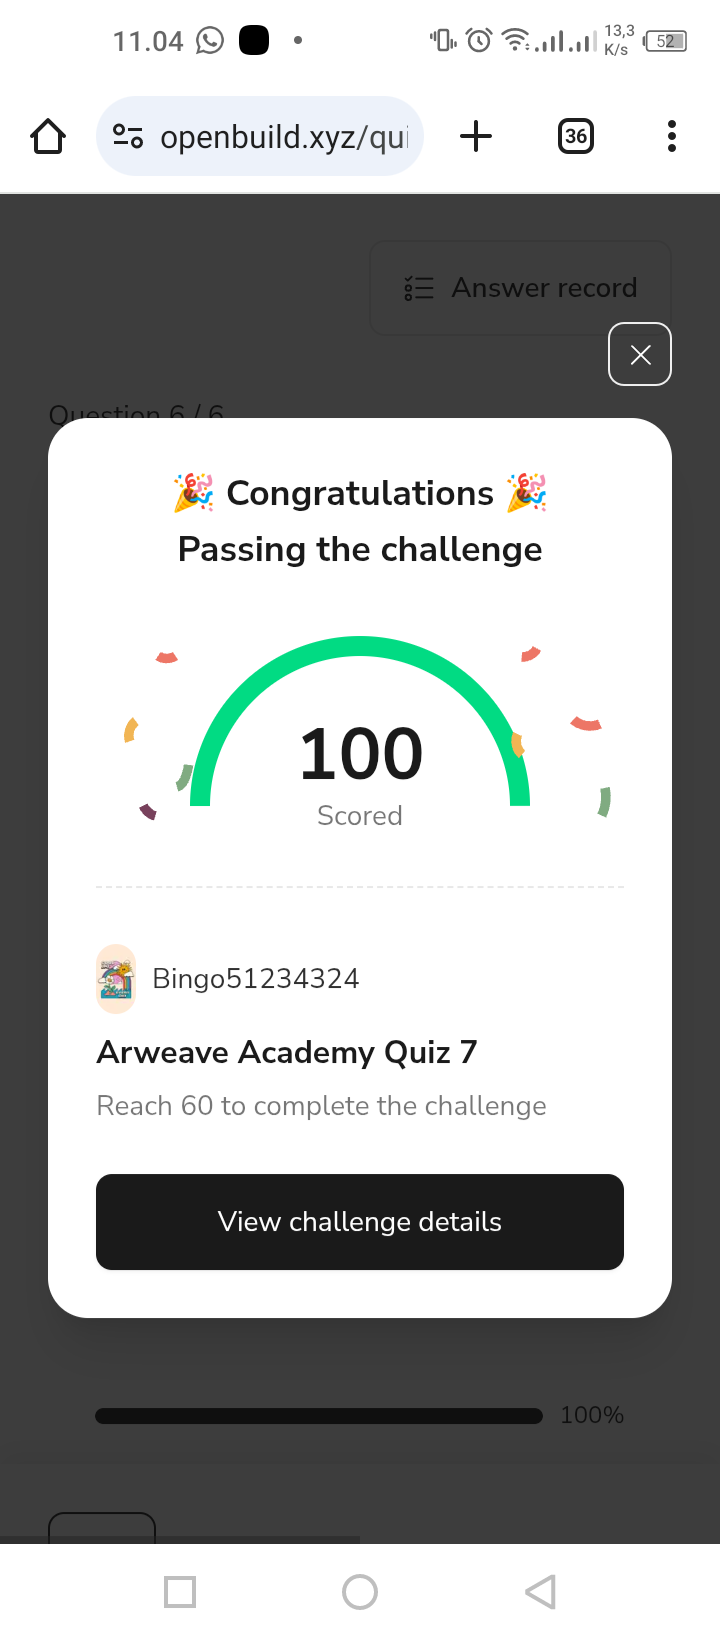 11.04
13,3
K/s
52
openbuild.xyz/qui
36
Answer record
Question 6 / 6
🎉 Congratulations 🎉
Passing the challenge
100
Scored
Bingo51234324
Arweave Academy Quiz 7
Reach 60 to complete the challenge
View challenge details
100%